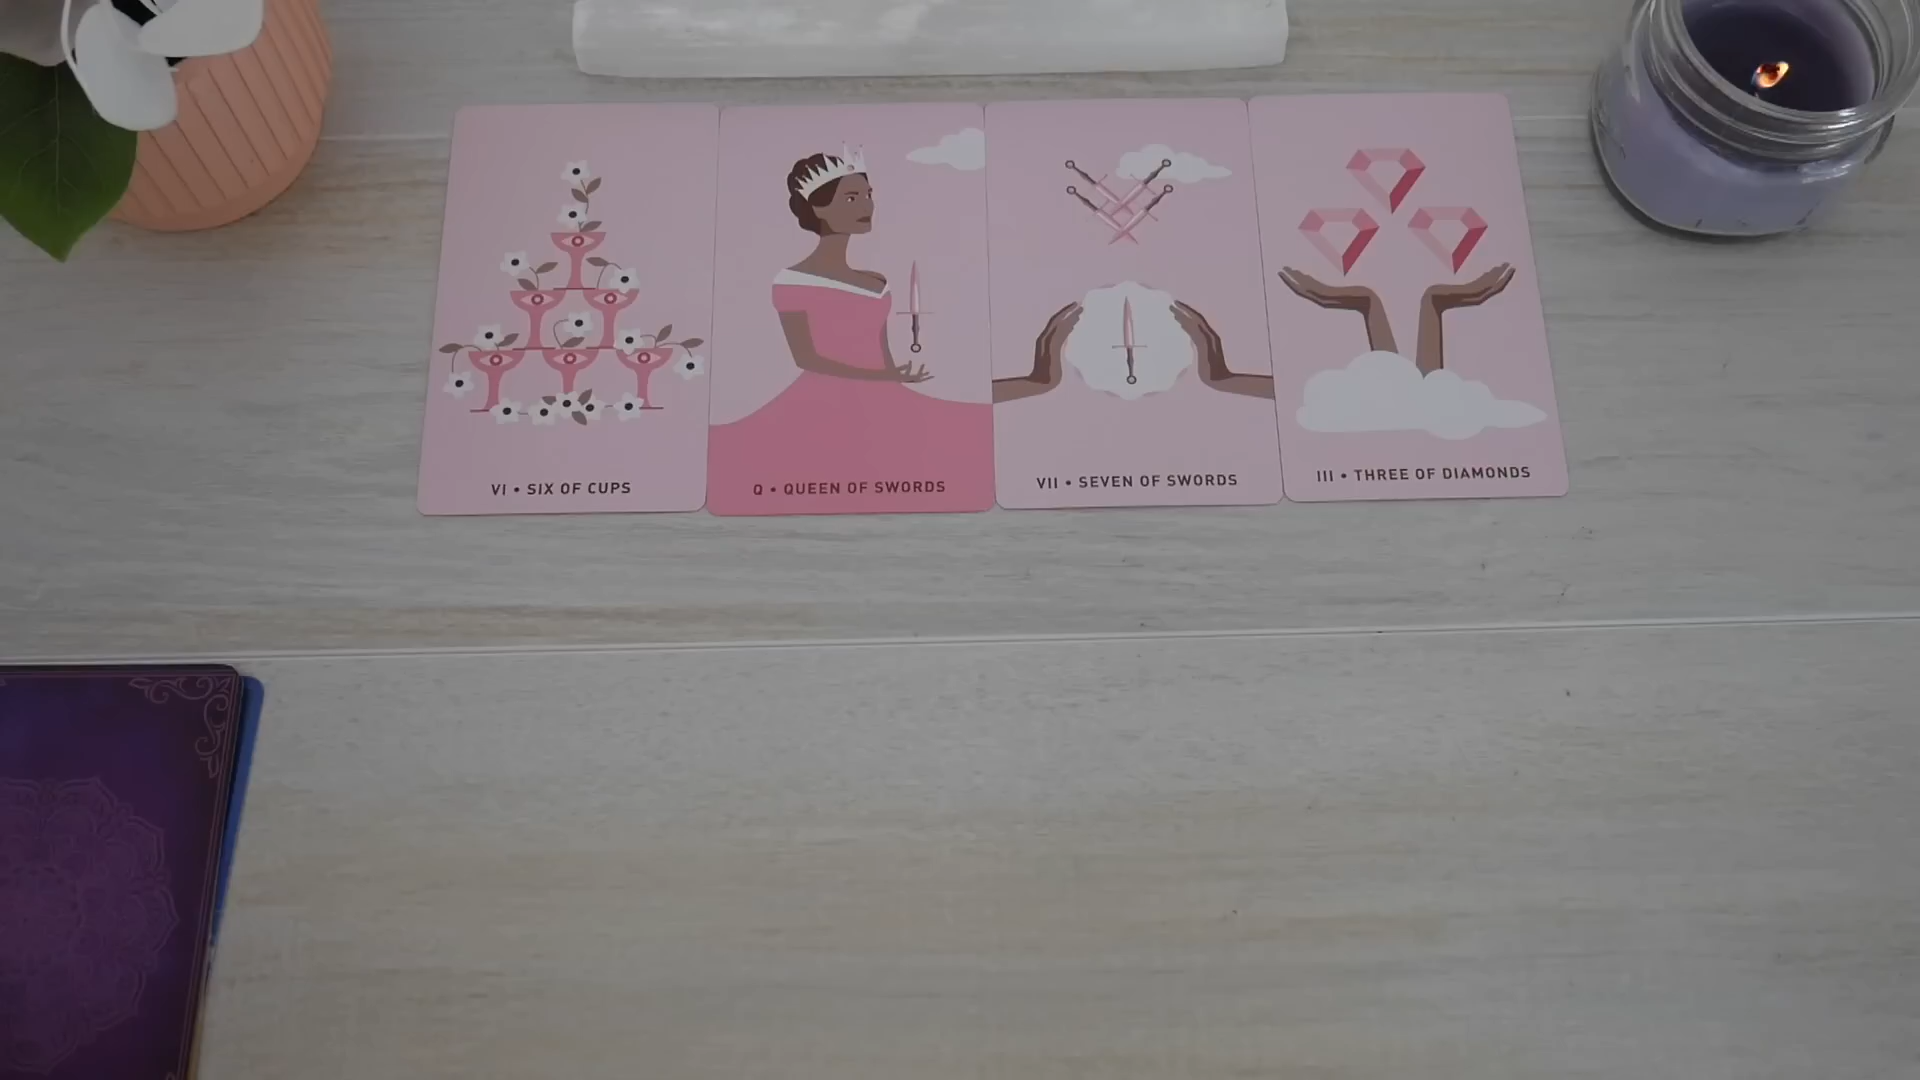 VI • SIX OF CUPS
Q • QUEEN OF SWORDS
VII • SEVEN OF SWORDS
III • THREE OF DIAMONDS